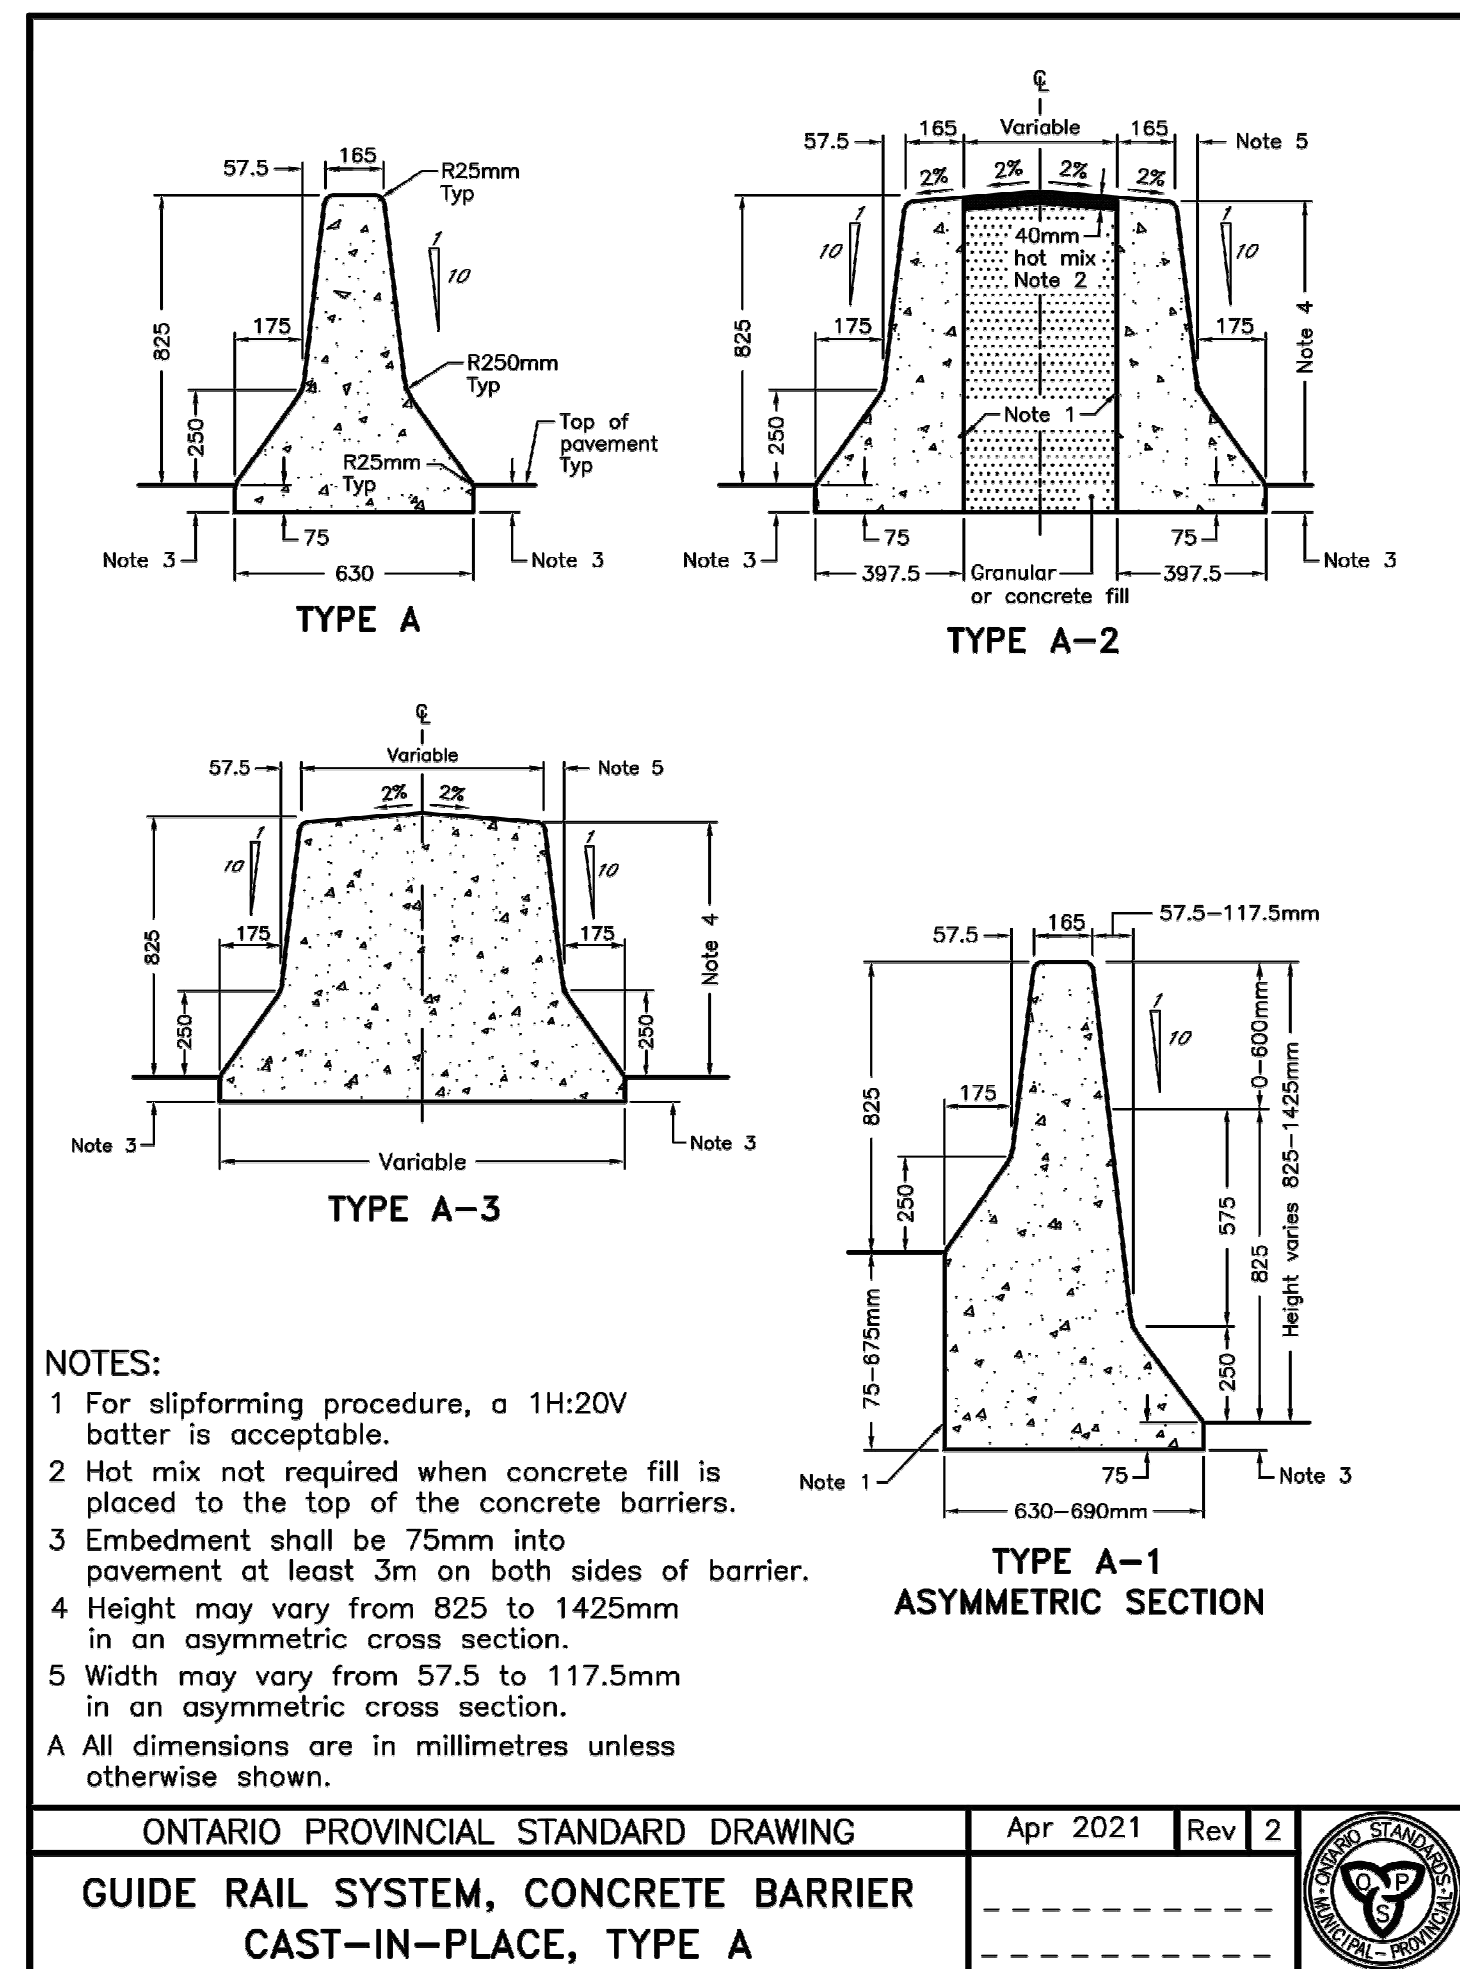 57.5
165
R25mm
Typ
1
10
825
175
R250mm
Typ
250
Top of
pavement
Typ
R25mm
Typ
75
Note 3
Note 3
630
TYPE A
℄
57.5
165
Variable
165
Note 5
2%
2%
2%
2%
1
10
1
10
40mm
hot mix
Note 2
825
175
175
Note 4
250
Note 1
Note 3
75
75
Note 3
397.5
Granular
or concrete fill
397.5
TYPE A-2
℄
57.5
Variable
Note 5
2%
2%
1
10
1
10
825
175
175
Note 4
250
250
Note 3
Note 3
Variable
TYPE A-3
57.5
165
57.5-117.5mm
1
10
825
175
250
75-675mm
0-600mm
575
825
250
Height varies 825-1425mm
Note 1
75
Note 3
630-690mm
TYPE A-1
ASYMMETRIC SECTION
NOTES:
1 For slipforming procedure, a 1H:20V
batter is acceptable.
2 Hot mix not required when concrete fill is
placed to the top of the concrete barriers.
3 Embedment shall be 75mm into
pavement at least 3m on both sides of barrier.
4 Height may vary from 825 to 1425mm
in an asymmetric cross section.
5 Width may vary from 57.5 to 117.5mm
in an asymmetric cross section.
A All dimensions are in millimetres unless
otherwise shown.
ONTARIO PROVINCIAL STANDARD DRAWING
Apr 2021
Rev
2
GUIDE RAIL SYSTEM, CONCRETE BARRIER
CAST-IN-PLACE, TYPE A
ONTARIO STANDARDS
MUNICIPAL - PROVINCIAL
O P
S